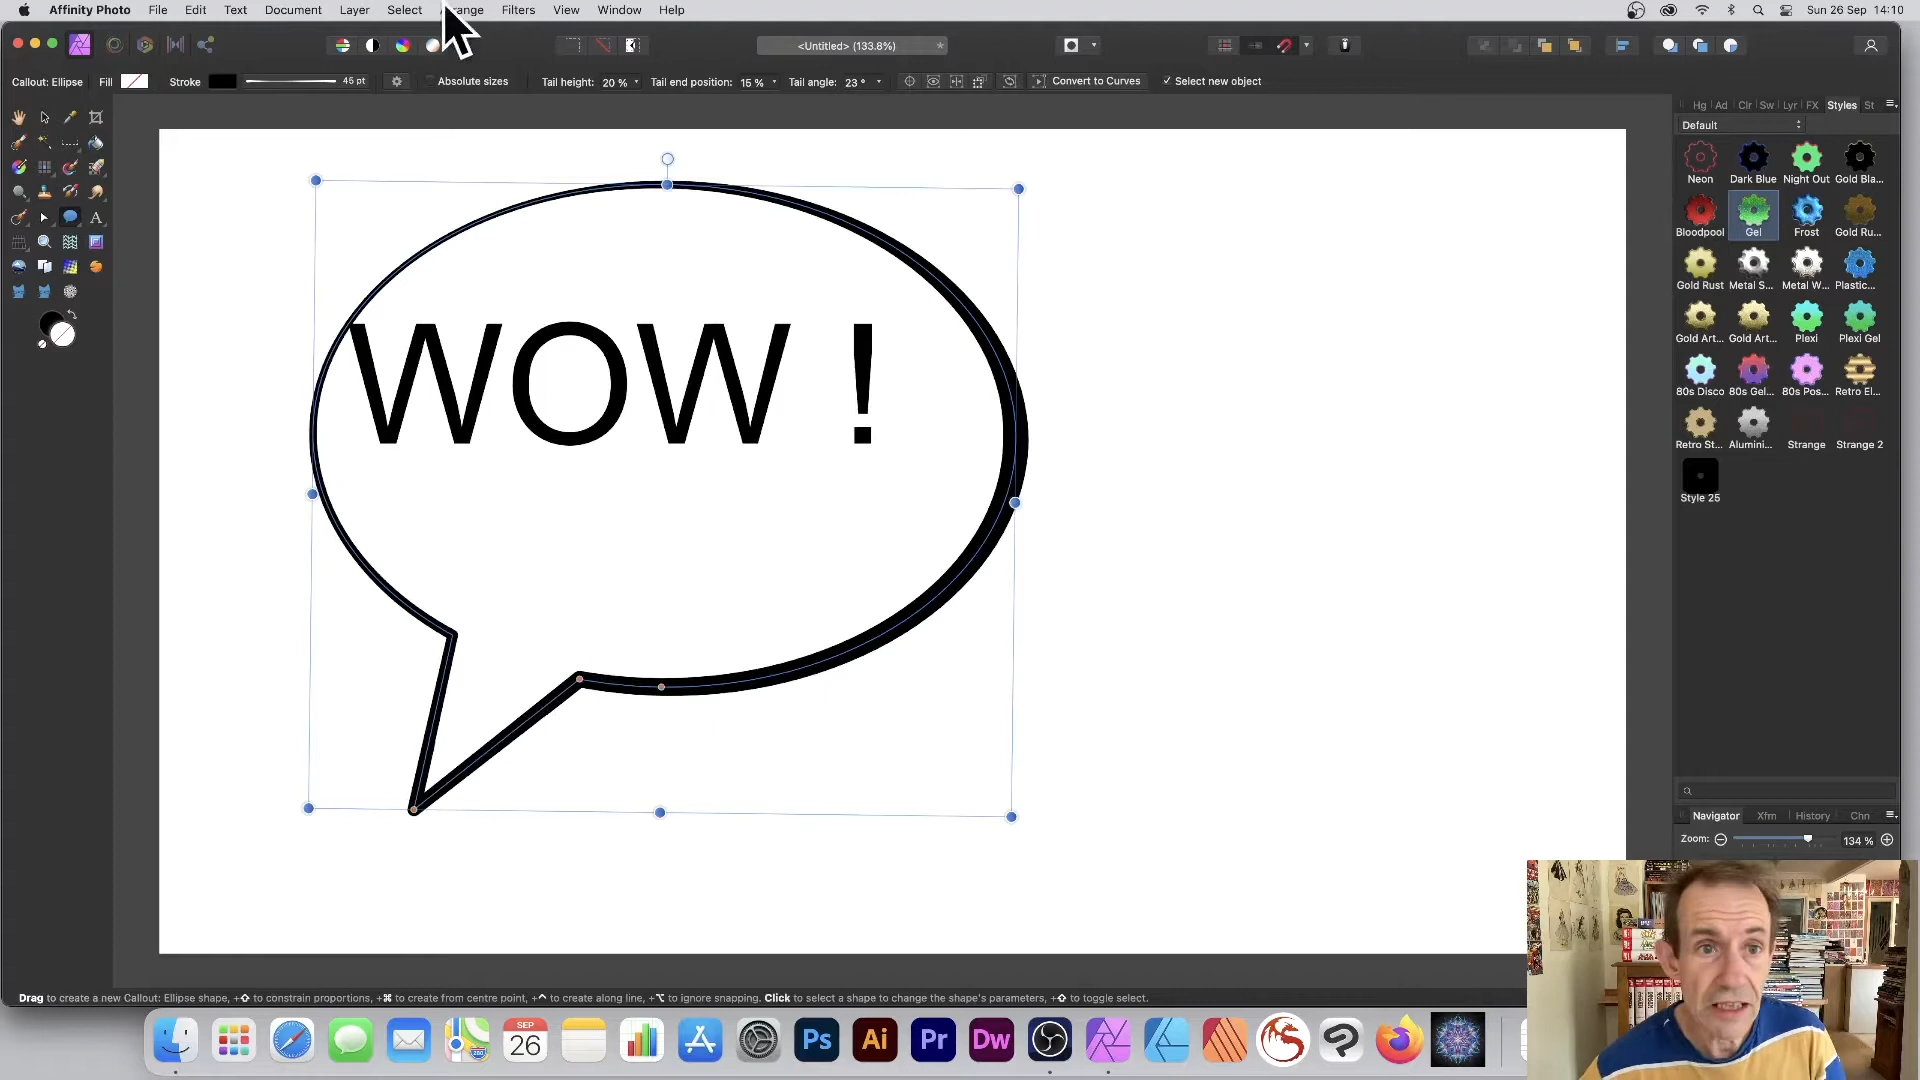 Affinity Photo File Edit Text Document Layer Select Filters View Window Help Sun 26 Sep 14:10
<Untitled> (133.8%)
Callout: Ellipse Fill Stroke 45 pt Absolute sizes Tail height: 20 % Tail end position: 15 % Tail angle: 23 ° Convert to Curves Select new object
Hg Ad Clr Sw Lyr FX Styles St
Default
Neon Dark Blue Night Out Gold Bla...
Bloodpool Gel Frost Gold Ru...
Gold Rust Metal S... Metal W... Plastic...
Gold Art... Gold Art... Plexi Plexi Gel
80s Disco 80s Gel... 80s Pos... Retro El...
Retro St... Alumini... Strange Strange 2
Style 25
WOW !
Navigator Xfm History Chn
Zoom: 134 %
Drag to create a new Callout: Ellipse shape, +⇧ to constrain proportions, +⌘ to create from centre point, +^ to create along line, +⌥ to ignore snapping. Click to select a shape to change the shape's parameters, +⇧ to toggle select.
SEP
26
Ps Ai Pr Dw